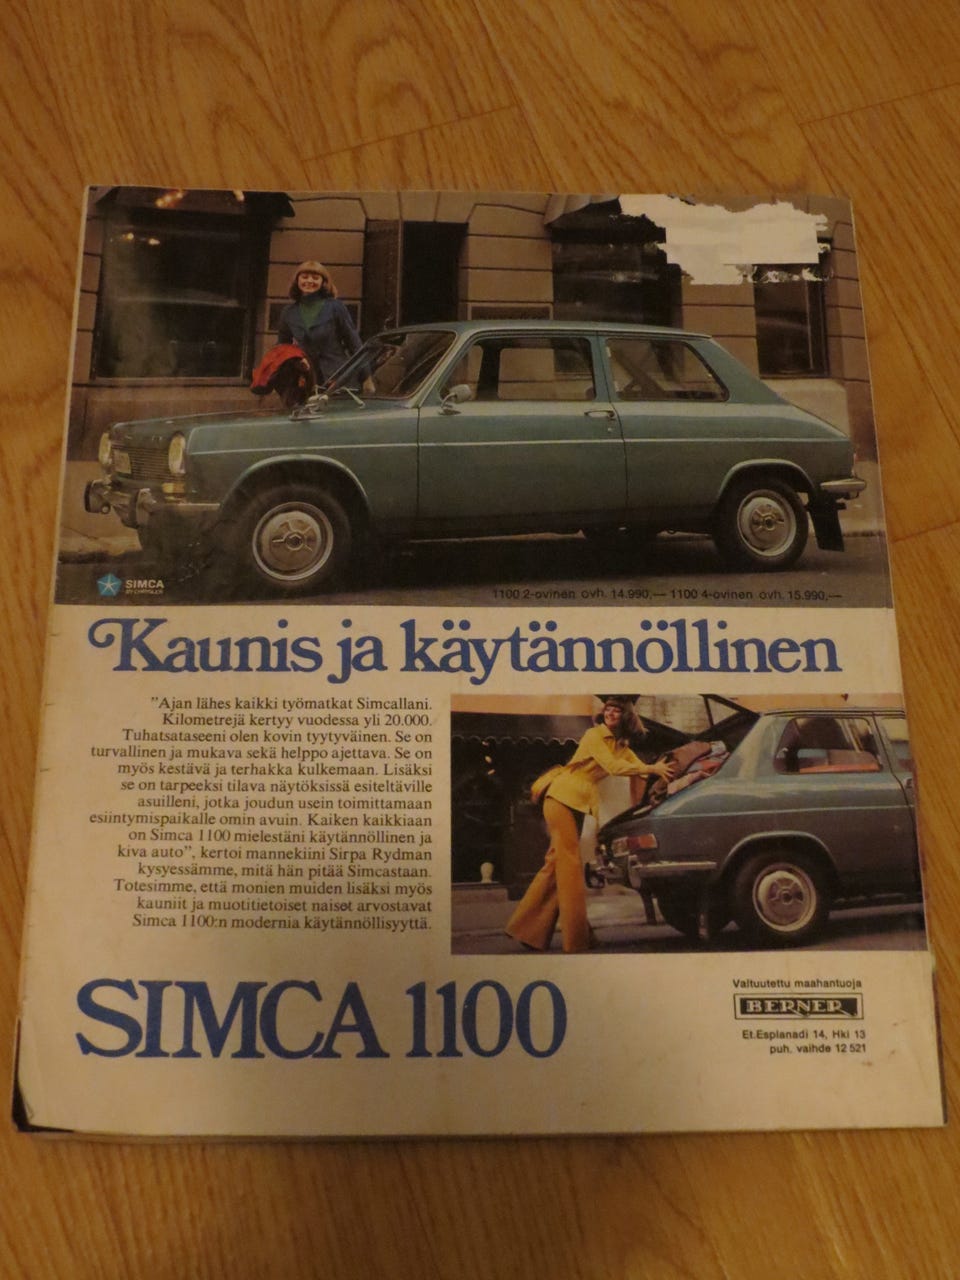 SIMCA
BY CHRYSLER
1100 2-ovinen ovh. 14.990,— 1100 4-ovinen ovh. 15.990,—
Kaunis ja käytännöllinen
"Ajan lähes kaikki työmatkat Simcallani.
Kilometrejä kertyy vuodessa yli 20.000.
Tuhatsataseeni olen kovin tyytyväinen. Se on
turvallinen ja mukava sekä helppo ajettava. Se on
myös kestävä ja terhakka kulkemaan. Lisäksi
se on tarpeeksi tilava näytöksissä esiteltäville
asuilleni, jotka joudun usein toimittamaan
esiintymispaikalle omin avuin. Kaiken kaikkiaan
on Simca 1100 mielestäni käytännöllinen ja
kiva auto", kertoi mannekiini Sirpa Rydman
kysyessämme, mitä hän pitää Simcastaan.
Totesimme, että monien muiden lisäksi myös
kauniit ja muotitietoiset naiset arvostavat
Simca 1100:n modernia käytännöllisyyttä.
SIMCA 1100
Valtuutettu maahantuoja
BERNER
Et.Esplanadi 14, Hki 13
puh. vaihde 12 521